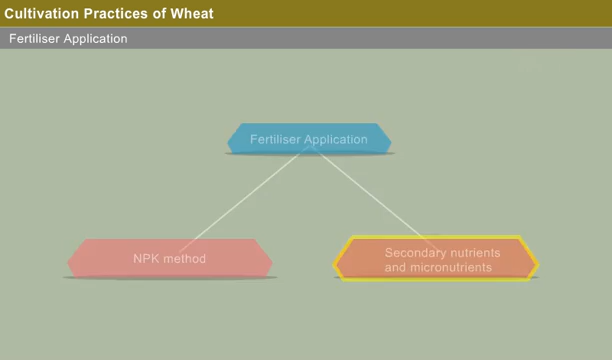 Cultivation Practices of Wheat
Fertiliser Application
Fertiliser Application
NPK method
Secondary nutrients
and micronutrients